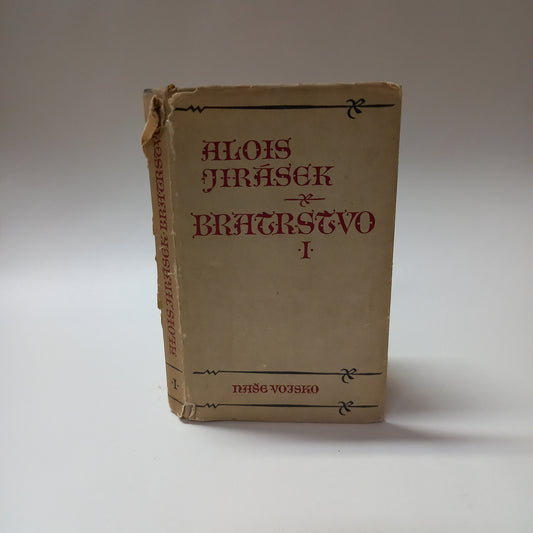 ALOIS
JIRÁSEK
BRATRSTVO
·I·
NAŠE VOJSKO
ALOIS JIRÁSEK·BRATRSTVO
·I·